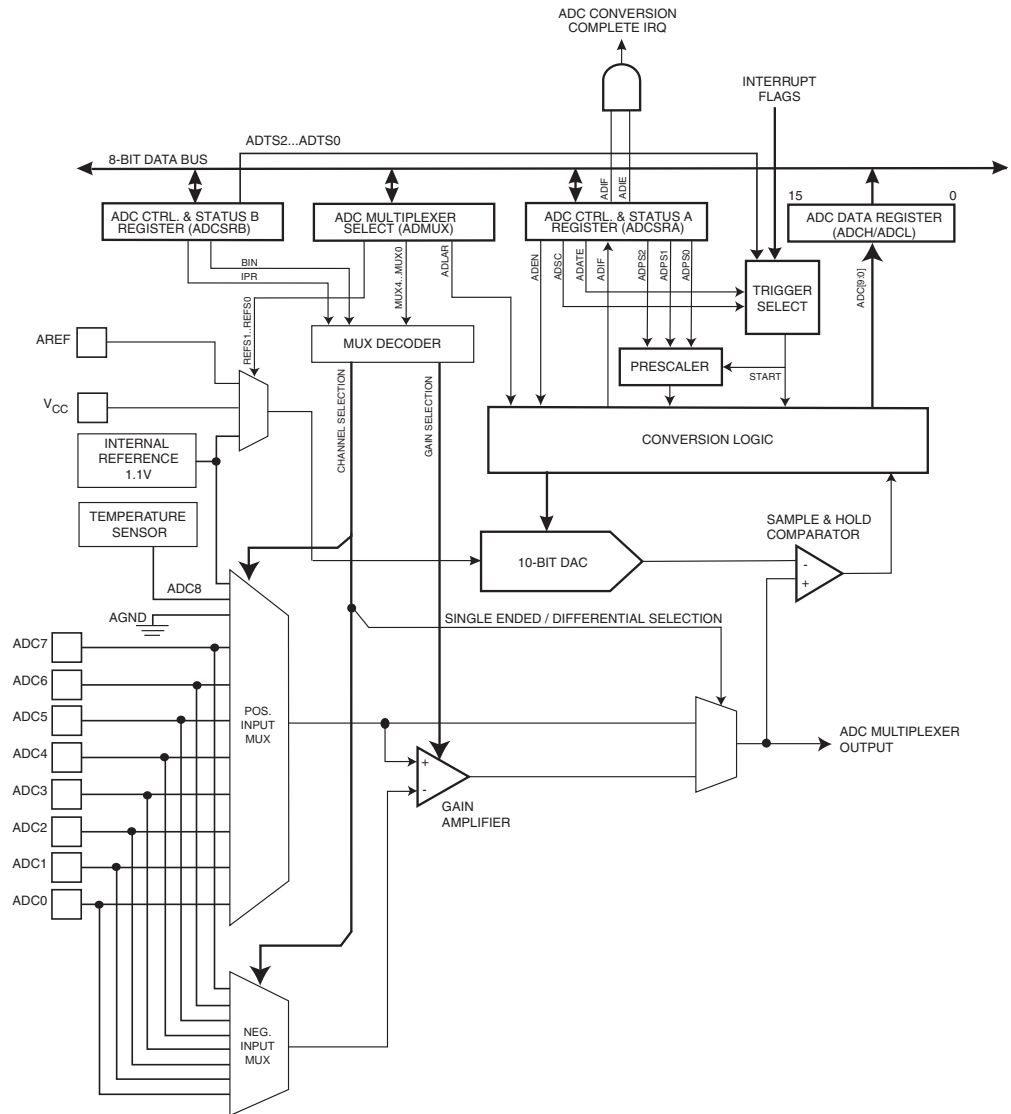 ADC CONVERSION
COMPLETE IRQ
INTERRUPT
FLAGS
ADTS2...ADTS0
8-BIT DATA BUS
ADIF
ADIE
15
0
ADC CTRL. & STATUS B
REGISTER (ADCSRB)
ADC MULTIPLEXER
SELECT (ADMUX)
ADC CTRL. & STATUS A
REGISTER (ADCSRA)
ADC DATA REGISTER
(ADCH/ADCL)
BIN
IPR
REFS1..REFS0
MUX4...MUX0
ADLAR
ADEN
ADSC
ADATE
ADIF
ADPS2
ADPS1
ADPS0
TRIGGER
SELECT
ADC[9:0]
AREF
MUX DECODER
PRESCALER
START
VCC
CHANNEL SELECTION
GAIN SELECTION
INTERNAL
REFERENCE
1.1V
CONVERSION LOGIC
TEMPERATURE
SENSOR
10-BIT DAC
SAMPLE & HOLD
COMPARATOR
-
+
ADC8
AGND
SINGLE ENDED / DIFFERENTIAL SELECTION
ADC7
ADC6
ADC5
ADC4
ADC3
ADC2
ADC1
ADC0
POS.
INPUT
MUX
+
-
GAIN
AMPLIFIER
ADC MULTIPLEXER
OUTPUT
NEG.
INPUT
MUX